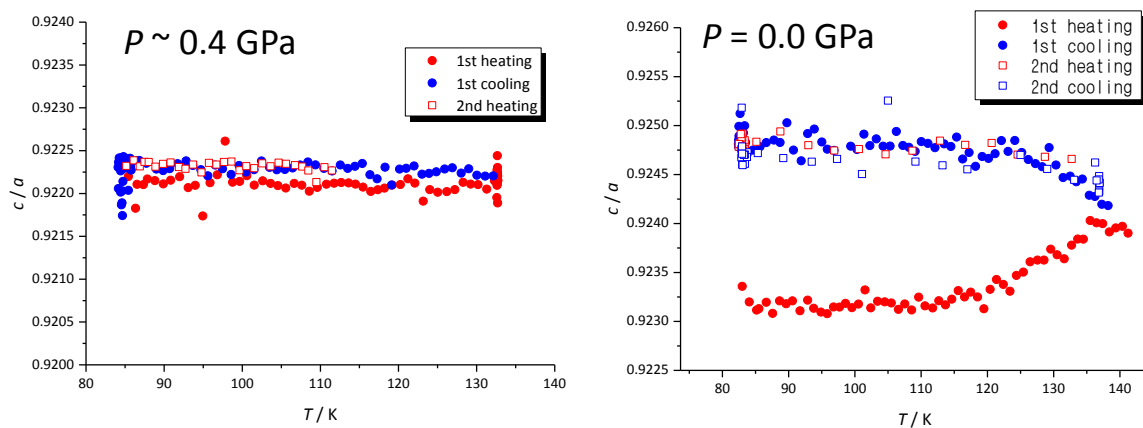 P ~ 0.4 GPa
1st heating
1st cooling
2nd heating
c / a
0.9240
0.9235
0.9230
0.9225
0.9220
0.9215
0.9210
0.9205
0.9200
80 90 100 110 120 130 140
T / K
P = 0.0 GPa
1st heating
1st cooling
2nd heating
2nd cooling
c / a
0.9260
0.9255
0.9250
0.9245
0.9240
0.9235
0.9230
0.9225
80 90 100 110 120 130 140
T / K